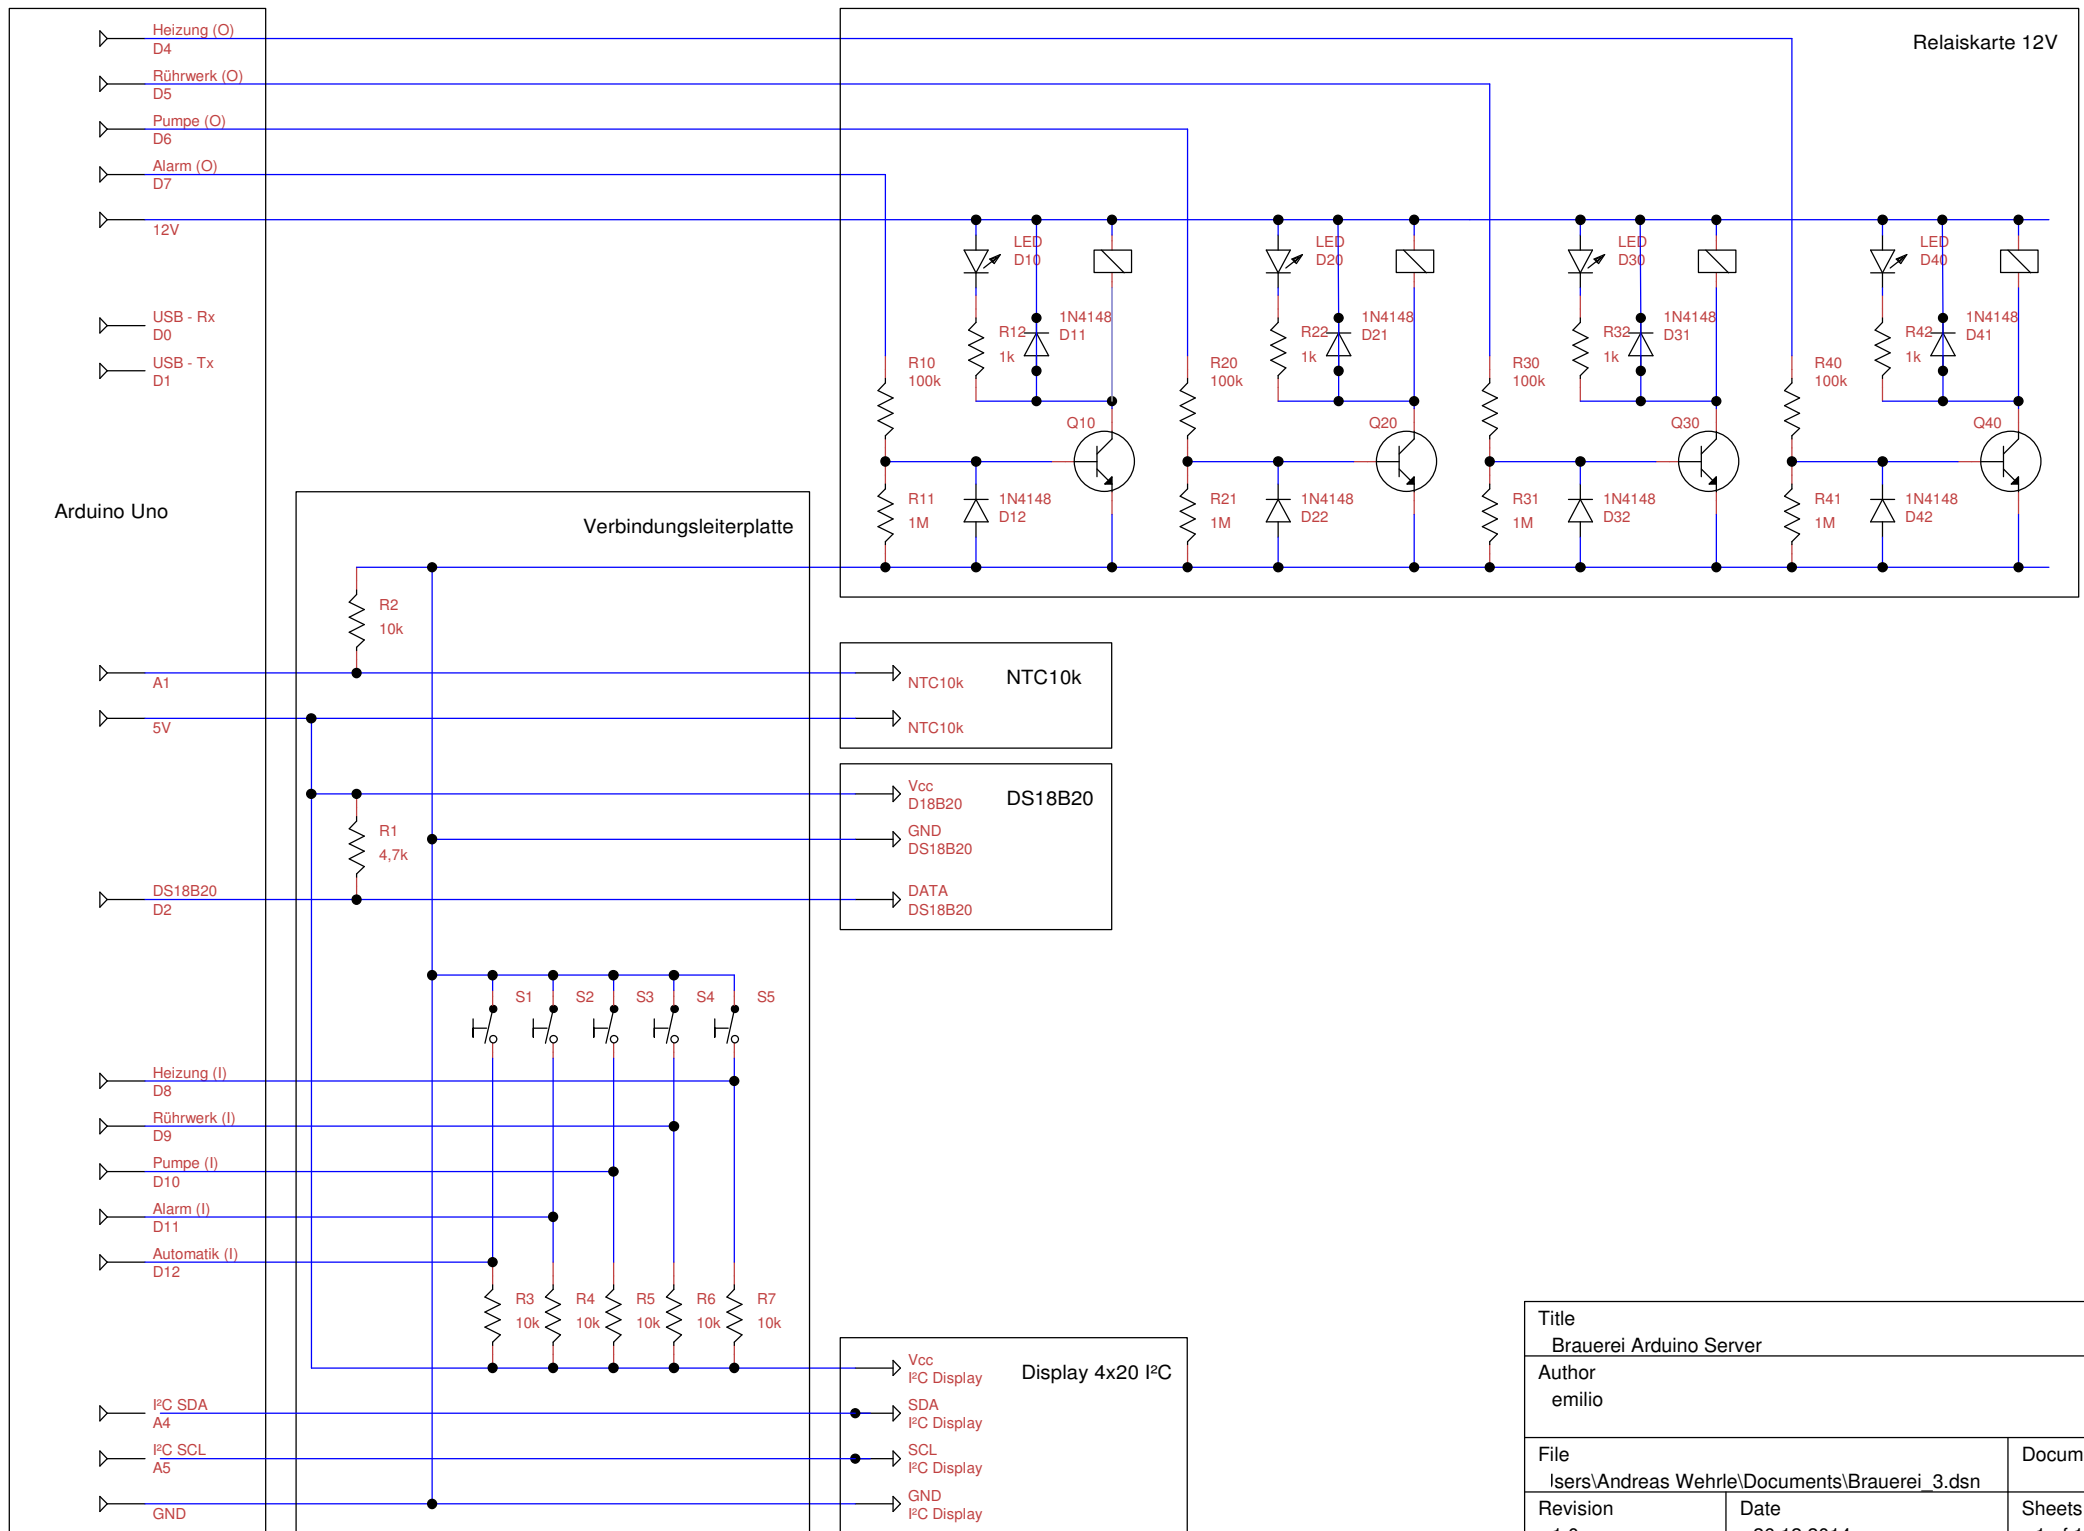 Heizung (O)
D4
Rührwerk (O)
D5
Pumpe (O)
D6
Alarm (O)
D7
12V
USB - Rx
D0
USB - Tx
D1
Arduino Uno
Relaiskarte 12V
LED
D10
LED
D20
LED
D30
LED
D40
R12
1k
1N4148
D11
R22
1k
1N4148
D21
R32
1k
1N4148
D31
R42
1k
1N4148
D41
R10
100k
R20
100k
R30
100k
R40
100k
Q10
Q20
Q30
Q40
R11
1M
1N4148
D12
R21
1M
1N4148
D22
R31
1M
1N4148
D32
R41
1M
1N4148
D42
Verbindungsleiterplatte
R2
10k
A1
5V
NTC10k
NTC10k
NTC10k
Vcc
D18B20
DS18B20
GND
DS18B20
DATA
DS18B20
R1
4,7k
DS18B20
D2
S1
S2
S3
S4
S5
Heizung (I)
D8
Rührwerk (I)
D9
Pumpe (I)
D10
Alarm (I)
D11
Automatik (I)
D12
R3
10k
R4
10k
R5
10k
R6
10k
R7
10k
Vcc
I²C Display
Display 4x20 I²C
SDA
I²C Display
SCL
I²C Display
GND
I²C Display
I²C SDA
A4
I²C SCL
A5
GND
Title
Brauerei Arduino Server
Author
emilio
File
sers\Andreas Wehrle\Documents\Brauerei_3.dsn
Docum
Revision
Date
Sheets